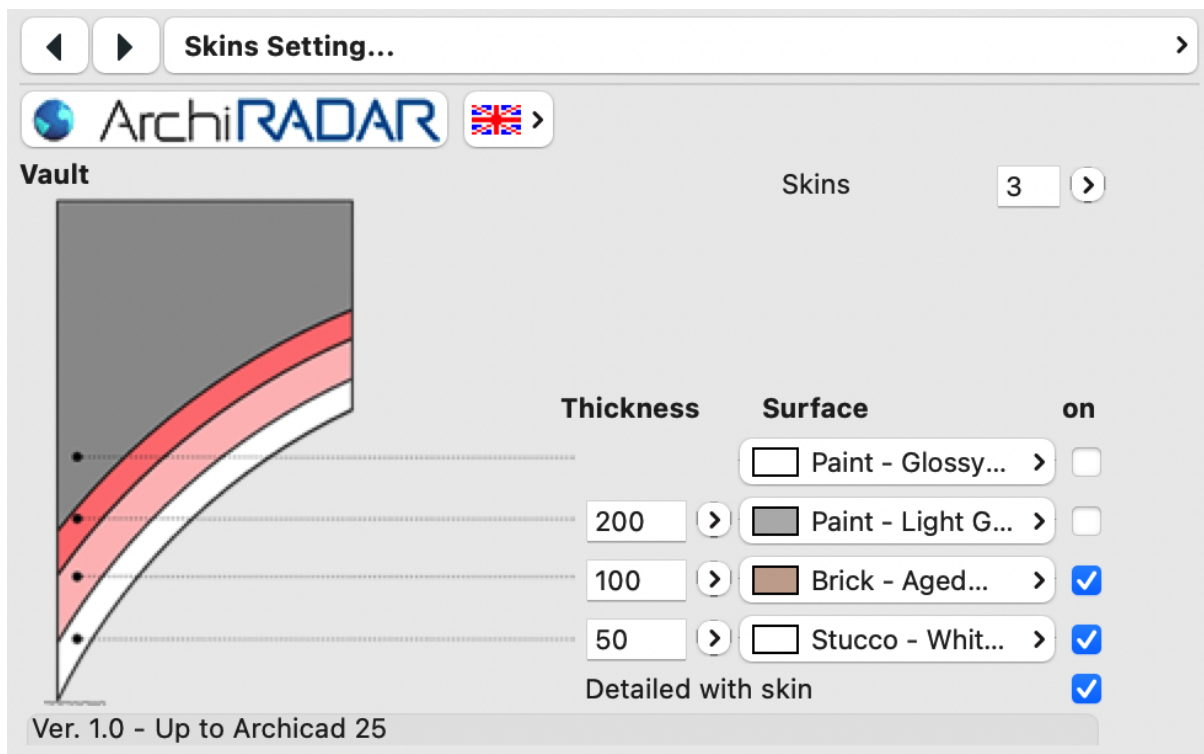 Skins Setting...
ArchiRADAR
Vault
Skins 3
Thickness Surface on
Paint - Glossy...
200 Paint - Light G...
100 Brick - Aged...
50 Stucco - Whit...
Detailed with skin
Ver. 1.0 - Up to Archicad 25